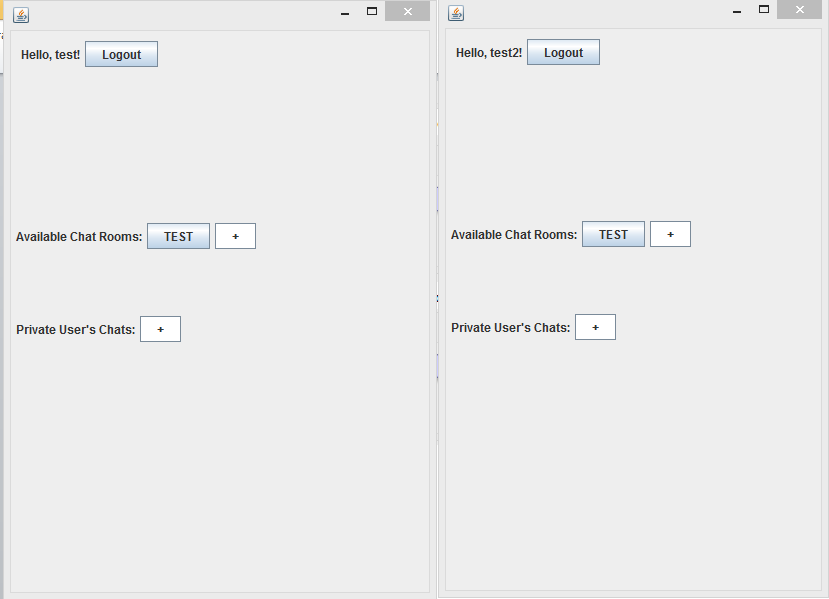 Hello, test! Logout
Available Chat Rooms: TEST +
Private User's Chats: +
Hello, test2! Logout
Available Chat Rooms: TEST +
Private User's Chats: +